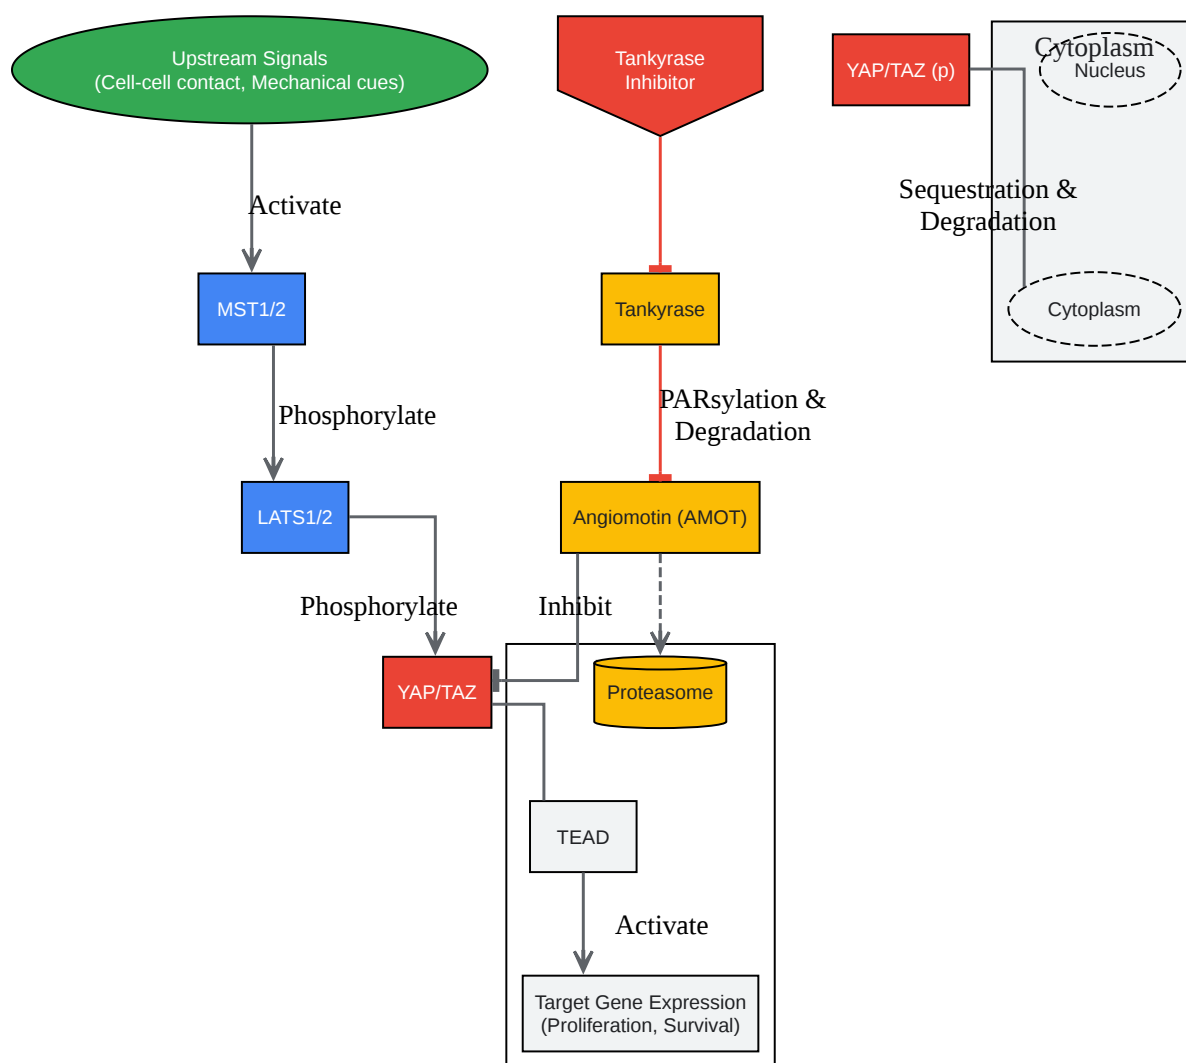 Upstream Signals
(Cell-cell contact, Mechanical cues)
Tankyrase
Inhibitor
YAP/TAZ (p)
Cytoplasm
Nucleus
Activate
Sequestration &
Degradation
MST1/2
Tankyrase
Cytoplasm
Phosphorylate
PARsylation &
Degradation
LATS1/2
Angiomotin (AMOT)
Phosphorylate
Inhibit
YAP/TAZ
Proteasome
TEAD
Activate
Target Gene Expression
(Proliferation, Survival)